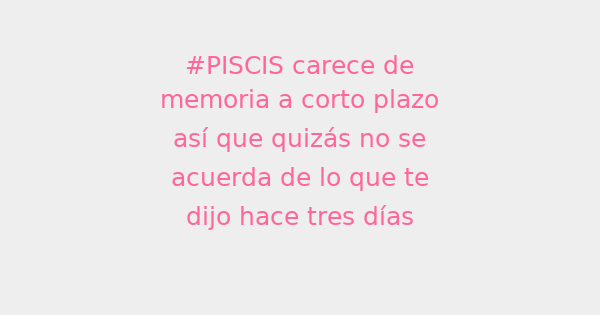 #PISCIS carece de
memoria a corto plazo
así que quizás no se
acuerda de lo que te
dijo hace tres días